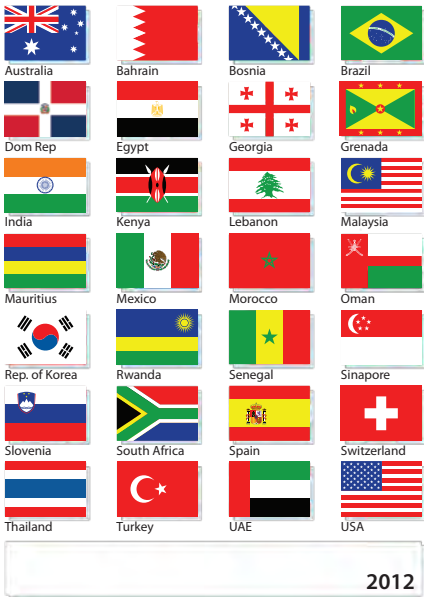 Australia Bahrain Bosnia Brazil
Dom Rep Egypt Georgia Grenada
India Kenya Lebanon Malaysia
Mauritius Mexico Morocco Oman
Rep. of Korea Rwanda Senegal Sinapore
Slovenia South Africa Spain Switzerland
Thailand Turkey UAE USA
2012